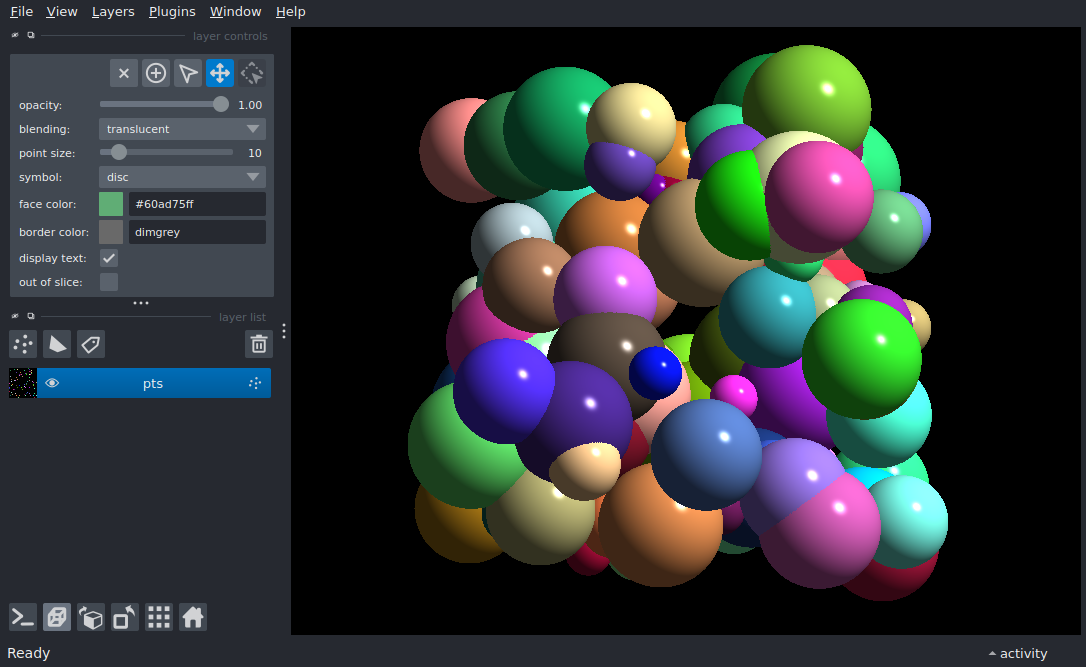 File View Layers Plugins Window Help
layer controls
opacity: 1.00
blending: translucent
point size: 10
symbol: disc
face color: #60ad75ff
border color: dimgrey
display text:
out of slice:
layer list
pts
Ready
activity